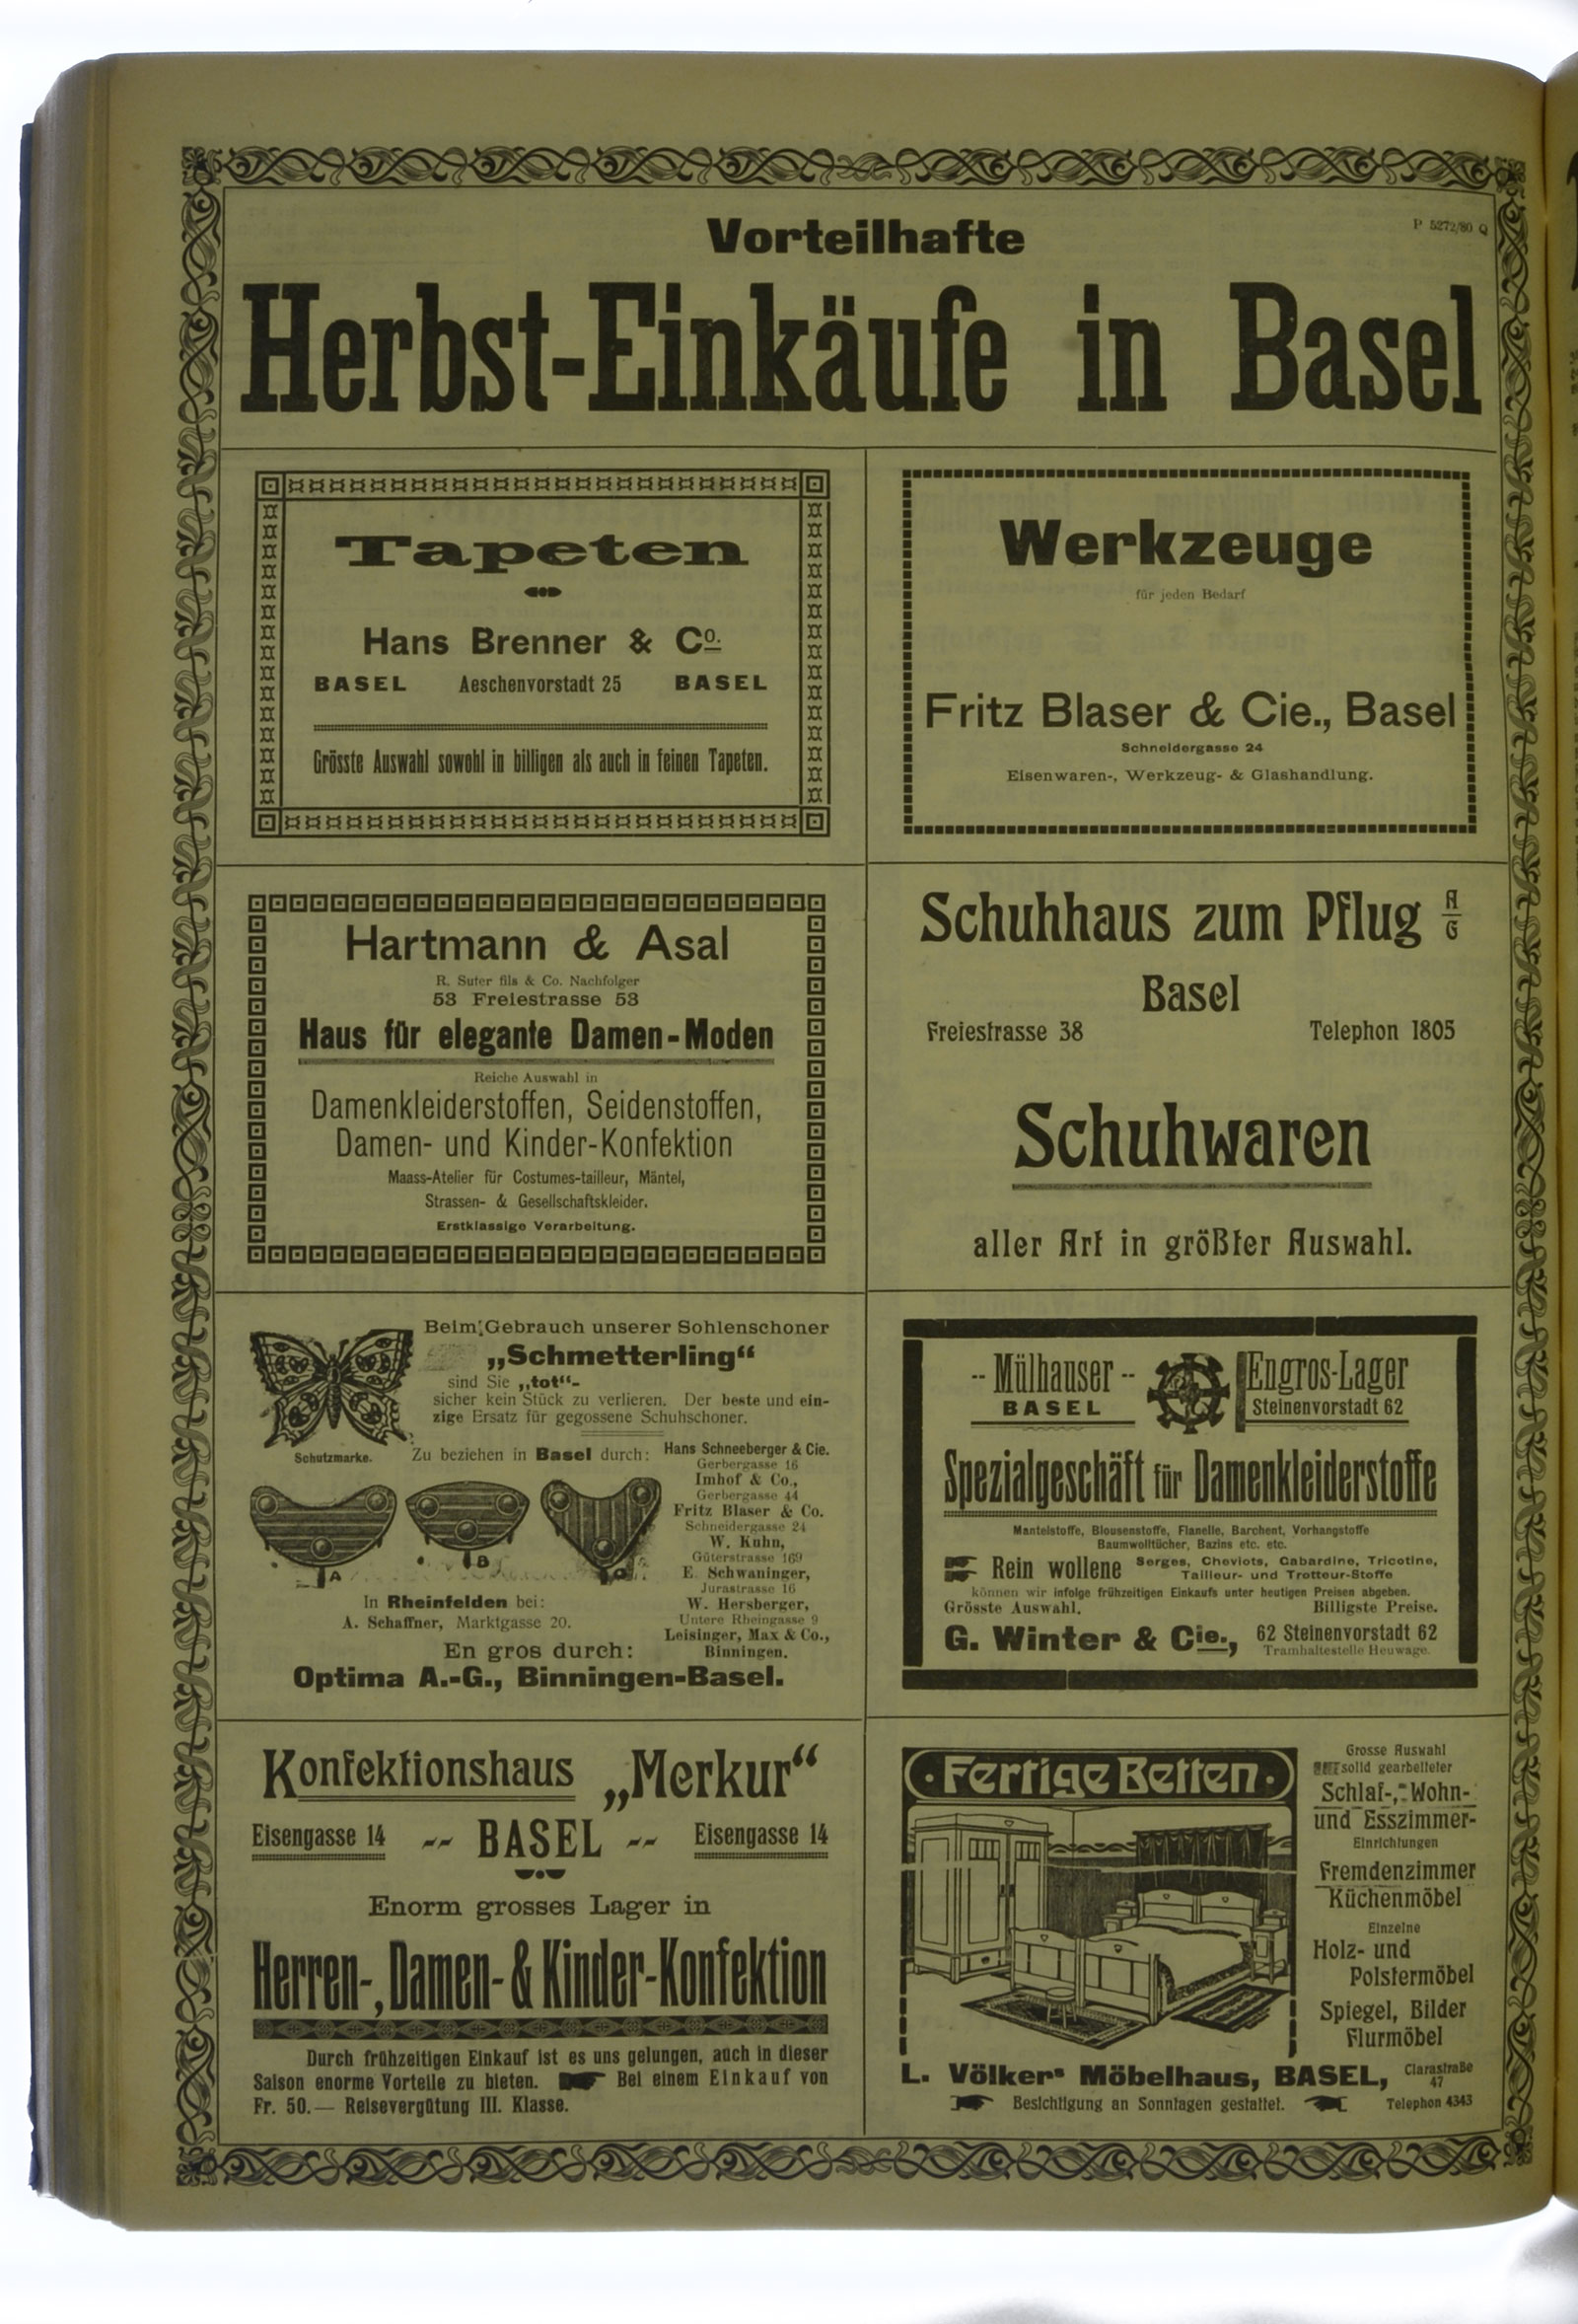 P 5272/80 Q
Vorteilhafte
Herbst-Einkäufe in Basel
Tapeten
Hans Brenner & Co.
BASEL Aeschenvorstadt 25 BASEL
Grösste Auswahl sowohl in billigen als auch in feinen Tapeten.
Werkzeuge
für jeden Bedarf
Fritz Blaser & Cie., Basel
Schneidergasse 24
Eisenwaren-, Werkzeug- & Glashandlung.
Hartmann & Asal
R. Suter fils & Co. Nachfolger
53 Freiestrasse 53
Haus für elegante Damen-Moden
Reiche Auswahl in
Damenkleiderstoffen, Seidenstoffen,
Damen- und Kinder-Konfektion
Maass-Atelier für Costumes-tailleur, Mäntel,
Strassen- & Gesellschaftskleider.
Erstklassige Verarbeitung.
Schuhhaus zum Pflug A G
Basel
Freiestrasse 38 Telephon 1805
Schuhwaren
aller Art in größter Auswahl.
Beim Gebrauch unserer Sohlenschoner
„Schmetterling“
sind Sie „tot“-
sicher kein Stück zu verlieren. Der beste und ein-
zige Ersatz für gegossene Schuhschoner.
Schutzmarke.
Zu beziehen in Basel durch:
Hans Schneeberger & Cie.
Gerbergasse 16
Imhof & Co.,
Gerbergasse 44
Fritz Blaser & Co.
Schneidergasse 24
W. Kuhn,
Güterstrasse 169
E. Schwaninger,
Jurastrasse 16
W. Hersberger,
Untere Rheingasse 9
Leisinger, Max & Co.,
Binningen.
A B C
In Rheinfelden bei:
A. Schaffner, Marktgasse 20.
En gros durch:
Optima A.-G., Binningen-Basel.
-- Mülhauser -- Engros-Lager
BASEL Steinenvorstadt 62
Spezialgeschäft für Damenkleiderstoffe
Mantelstoffe, Blousenstoffe, Flanelle, Barchent, Vorhangstoffe
Baumwolltücher, Bazins etc. etc.
Rein wollene Serges, Cheviots, Gabardine, Tricotine,
Tailleur- und Trotteur-Stoffe
können wir infolge frühzeitigen Einkaufs unter heutigen Preisen abgeben.
Grösste Auswahl. Billigste Preise.
G. Winter & Cie., 62 Steinenvorstadt 62
Tramhaltestelle Heuwage.
Konfektionshaus „Merkur“
Eisengasse 14 -- BASEL -- Eisengasse 14
Enorm grosses Lager in
Herren-, Damen- & Kinder-Konfektion
Durch frühzeitigen Einkauf ist es uns gelungen, auch in dieser
Saison enorme Vorteile zu bieten. Bei einem Einkauf von
Fr. 50.— Reisevergütung III. Klasse.
Fertige Betten
Grosse Auswahl
solid gearbeiteter
Schlaf-, Wohn-
und Esszimmer-
Einrichtungen
Fremdenzimmer
Küchenmöbel
Einzelne
Holz- und
Polstermöbel
Spiegel, Bilder
Flurmöbel
L. Völkers Möbelhaus, BASEL, Clarastraße
47
Besichtigung an Sonntagen gestattet. Telephon 4343